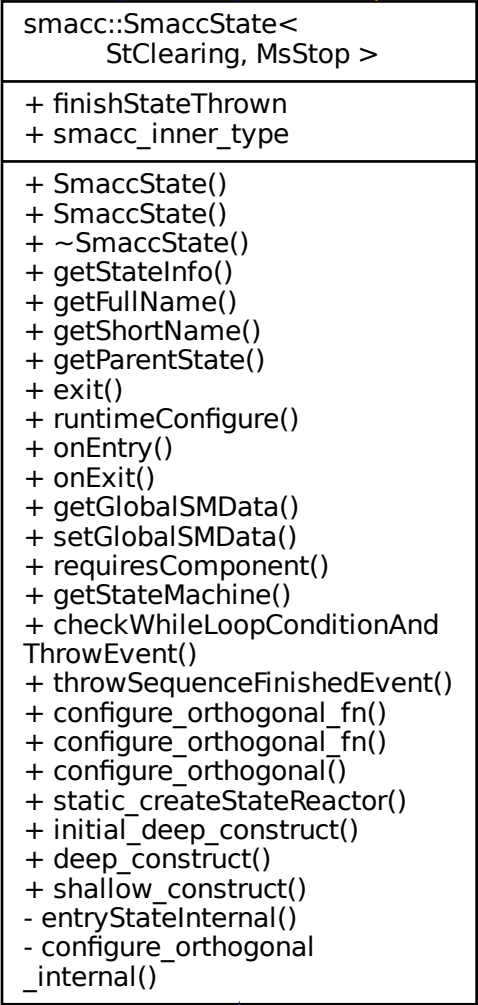 smacc::SmaccState<
StClearing, MsStop >
+ finishStateThrown
+ smacc_inner_type
+ SmaccState()
+ SmaccState()
+ ~SmaccState()
+ getStateInfo()
+ getFullName()
+ getShortName()
+ getParentState()
+ exit()
+ runtimeConfigure()
+ onEntry()
+ onExit()
+ getGlobalSMData()
+ setGlobalSMData()
+ requiresComponent()
+ getStateMachine()
+ checkWhileLoopConditionAnd
ThrowEvent()
+ throwSequenceFinishedEvent()
+ configure_orthogonal_fn()
+ configure_orthogonal_fn()
+ configure_orthogonal()
+ static_createStateReactor()
+ initial_deep_construct()
+ deep_construct()
+ shallow_construct()
- entryStateInternal()
- configure_orthogonal
_internal()